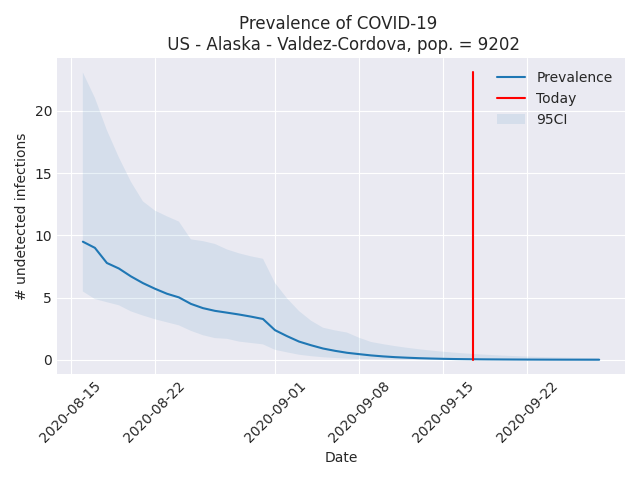 Prevalence of COVID-19
US - Alaska - Valdez-Cordova, pop. = 9202
Prevalence
Today
95CI
# undetected infections
20
15
10
5
0
2020-08-15
2020-08-22
2020-09-01
2020-09-08
2020-09-15
2020-09-22
Date